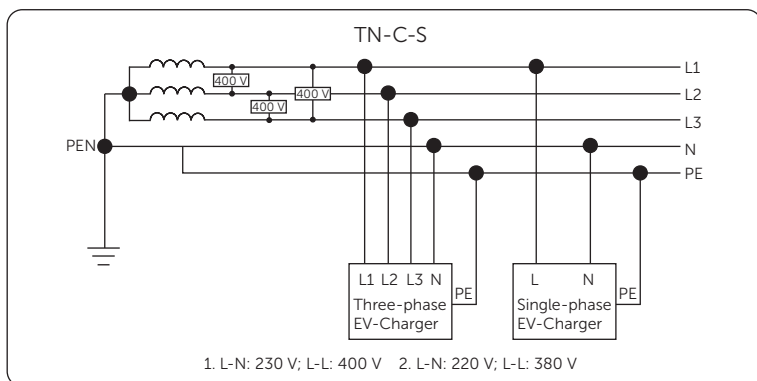 TN-C-S
400 V
400 V
400 V
L1
L2
L3
PEN
N
PE
L1 L2 L3 N
PE
Three-phase
EV-Charger
L N
PE
Single-phase
EV-Charger
1. L-N: 230 V; L-L: 400 V 2. L-N: 220 V; L-L: 380 V